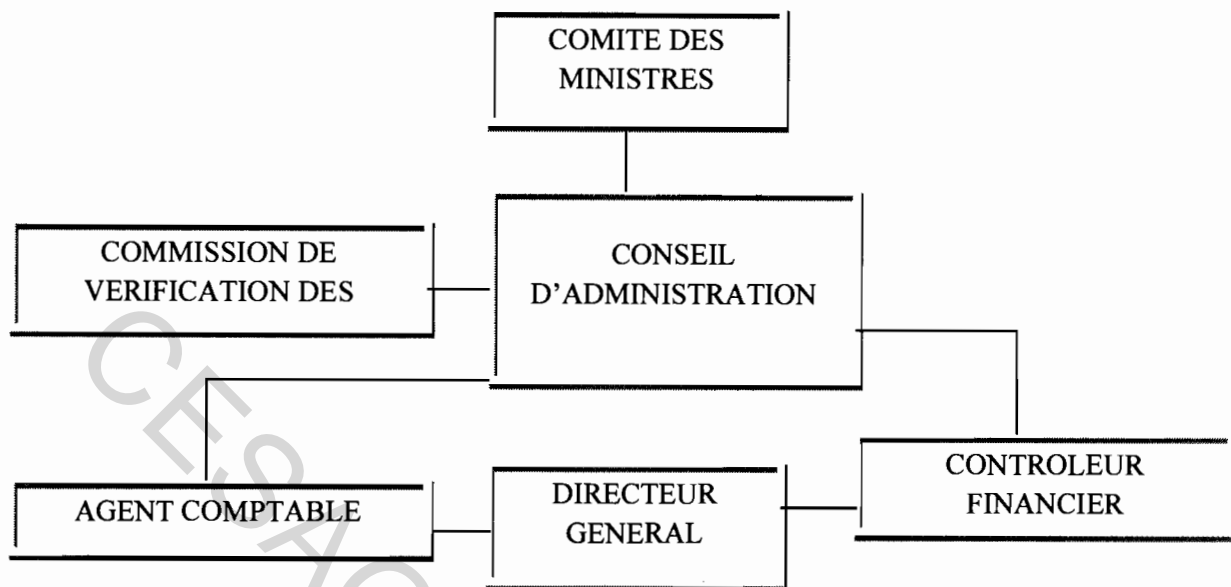 COMITE DES
MINISTRES
COMMISSION DE
VERIFICATION DES
CONSEIL
D’ADMINISTRATION
AGENT COMPTABLE
DIRECTEUR
GENERAL
CONTROLEUR
FINANCIER